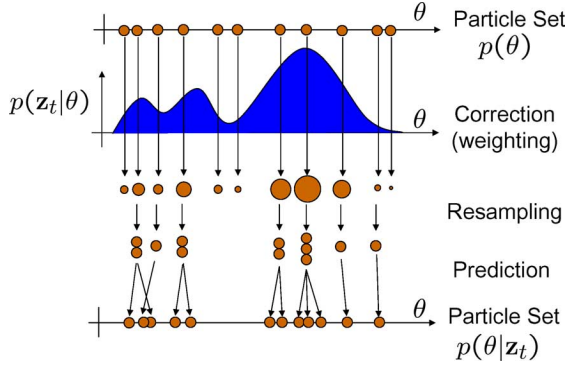 θ
Particle Set
p(θ)
p(z_t|θ)
θ
Correction
(weighting)
Resampling
Prediction
θ
Particle Set
p(θ|z_t)